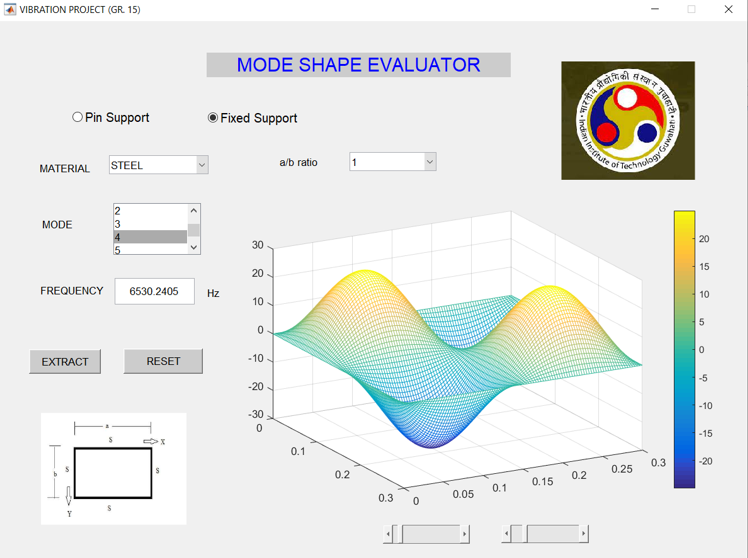 VIBRATION PROJECT (GR. 15)
MODE SHAPE EVALUATOR
Pin Support
Fixed Support
MATERIAL
STEEL
a/b ratio
1
MODE
2
3
4
5
FREQUENCY
6530.2405
Hz
EXTRACT
RESET
a
S
X
b
S
S
S
Y
30
20
10
0
-10
-20
-30
0
0.1
0.2
0.3
0
0.05
0.1
0.15
0.2
0.25
0.3
20
15
10
5
0
-5
-10
-15
-20
भारतीय प्रौद्योगिकी संस्थान गुवाहाटी
Indian Institute of Technology Guwahati